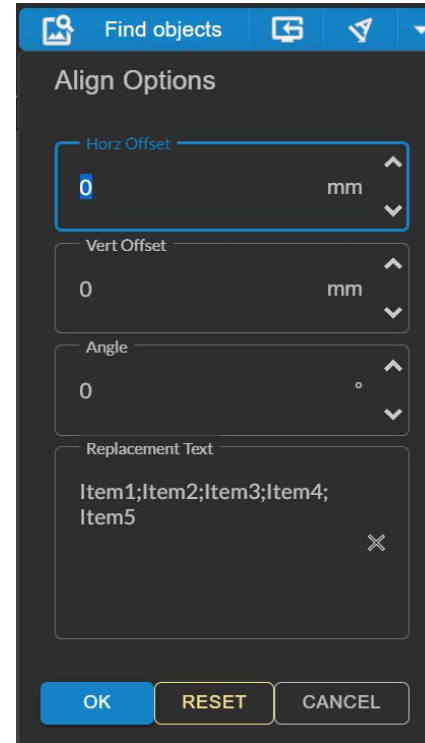 Find objects
Align Options
Horz Offset
0 mm
Vert Offset
0 mm
Angle
0 °
Replacement Text
Item1;Item2;Item3;Item4;
Item5
OK RESET CANCEL